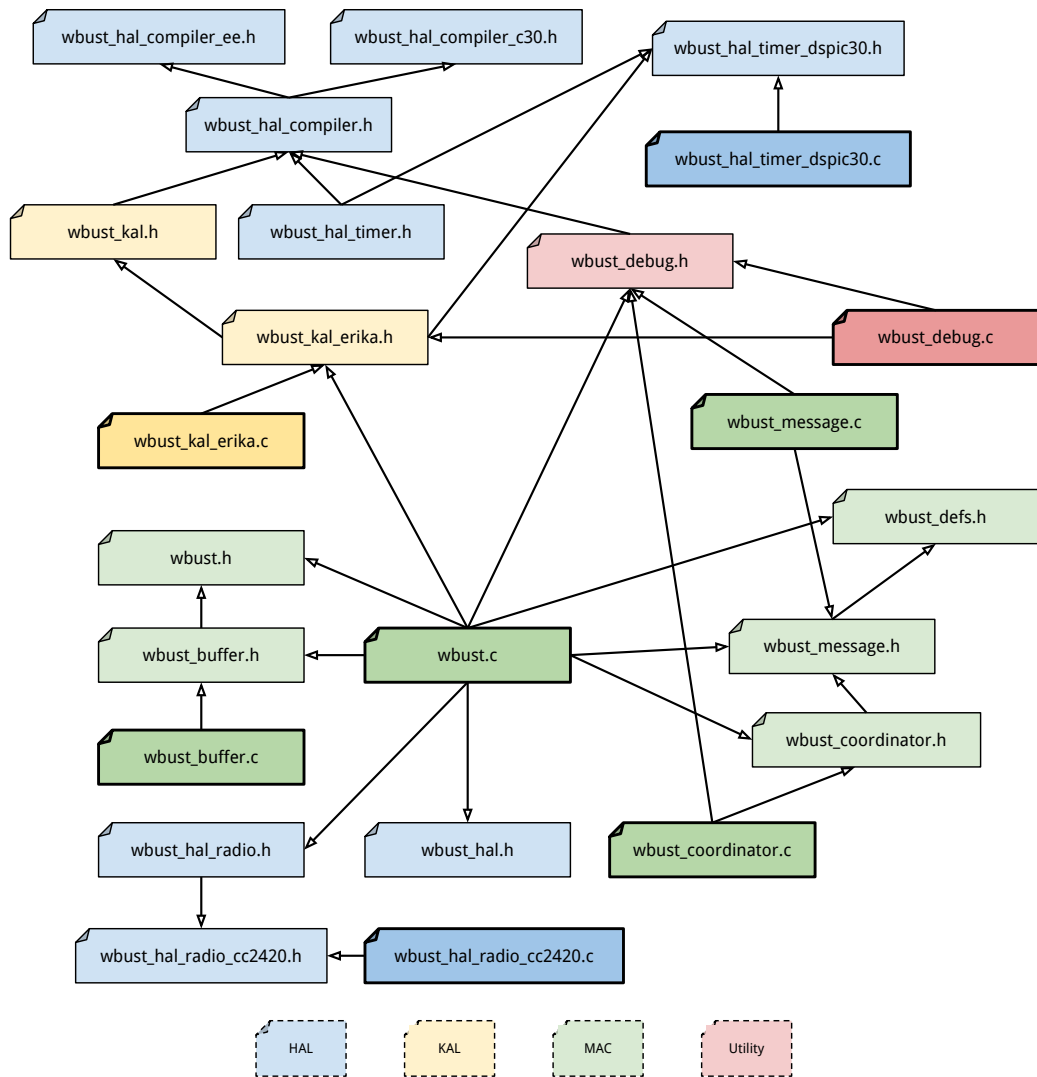 wbust_hal_compiler_ee.h
wbust_hal_compiler_c30.h
wbust_hal_timer_dspic30.h
wbust_hal_compiler.h
wbust_hal_timer_dspic30.c
wbust_kal.h
wbust_hal_timer.h
wbust_debug.h
wbust_kal_erika.h
wbust_debug.c
wbust_kal_erika.c
wbust_message.c
wbust_defs.h
wbust.h
wbust_buffer.h
wbust.c
wbust_message.h
wbust_coordinator.h
wbust_buffer.c
wbust_hal_radio.h
wbust_hal.h
wbust_coordinator.c
wbust_hal_radio_cc2420.h
wbust_hal_radio_cc2420.c
HAL
KAL
MAC
Utility